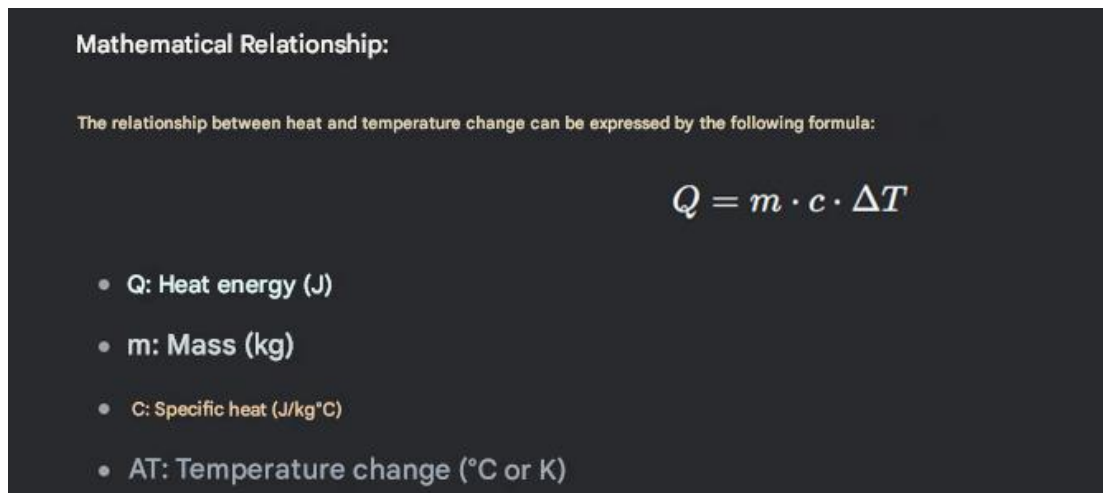 Mathematical Relationship:
The relationship between heat and temperature change can be expressed by the following formula:
Q = m · c · ΔT
• Q: Heat energy (J)
• m: Mass (kg)
• C: Specific heat (J/kg°C)
• AT: Temperature change (°C or K)